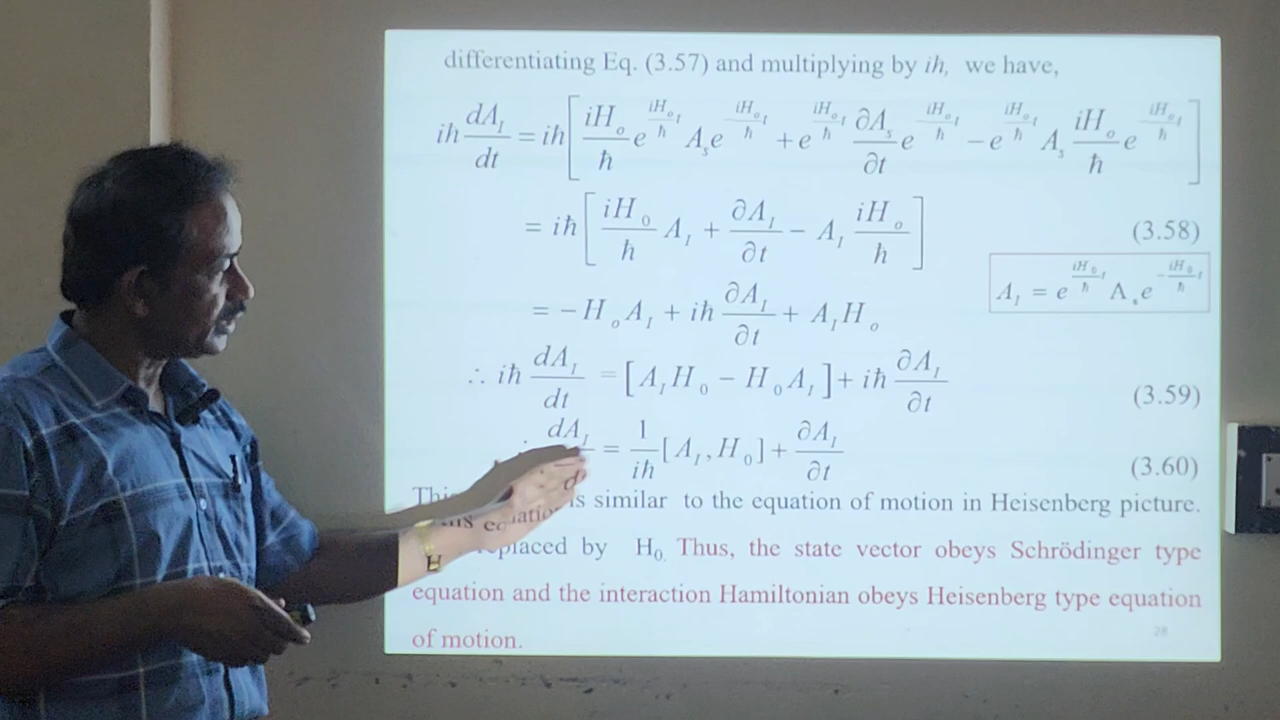 differentiating Eq. (3.57) and multiplying by iħ, we have,
iħ dA_I/dt = iħ[ iH_o/ħ e^{iH_o t/ħ} A_s e^{iH_o t/ħ} + e^{iH_o t/ħ} ∂A_s/∂t e^{iH_o t/ħ} − e^{iH_o t/ħ} A_s iH_o/ħ e^{iH_o t/ħ} ]
= iħ[ iH_0/ħ A_I + ∂A_I/∂t − A_I iH_o/ħ ] (3.58)
A_I = e^{iH_0 t/ħ} A_s e^{−iH_0 t/ħ}
= −H_o A_I + iħ ∂A_I/∂t + A_I H_o
∴ iħ dA_I/dt = [A_I H_0 − H_0 A_I] + iħ ∂A_I/∂t (3.59)
dA_I/d = 1/iħ [A_I, H_0] + ∂A_I/∂t (3.60)
is similar to the equation of motion in Heisenberg picture.
by H_0. Thus, the state vector obeys Schrödinger type
equation and the interaction Hamiltonian obeys Heisenberg type equation
of motion.
28